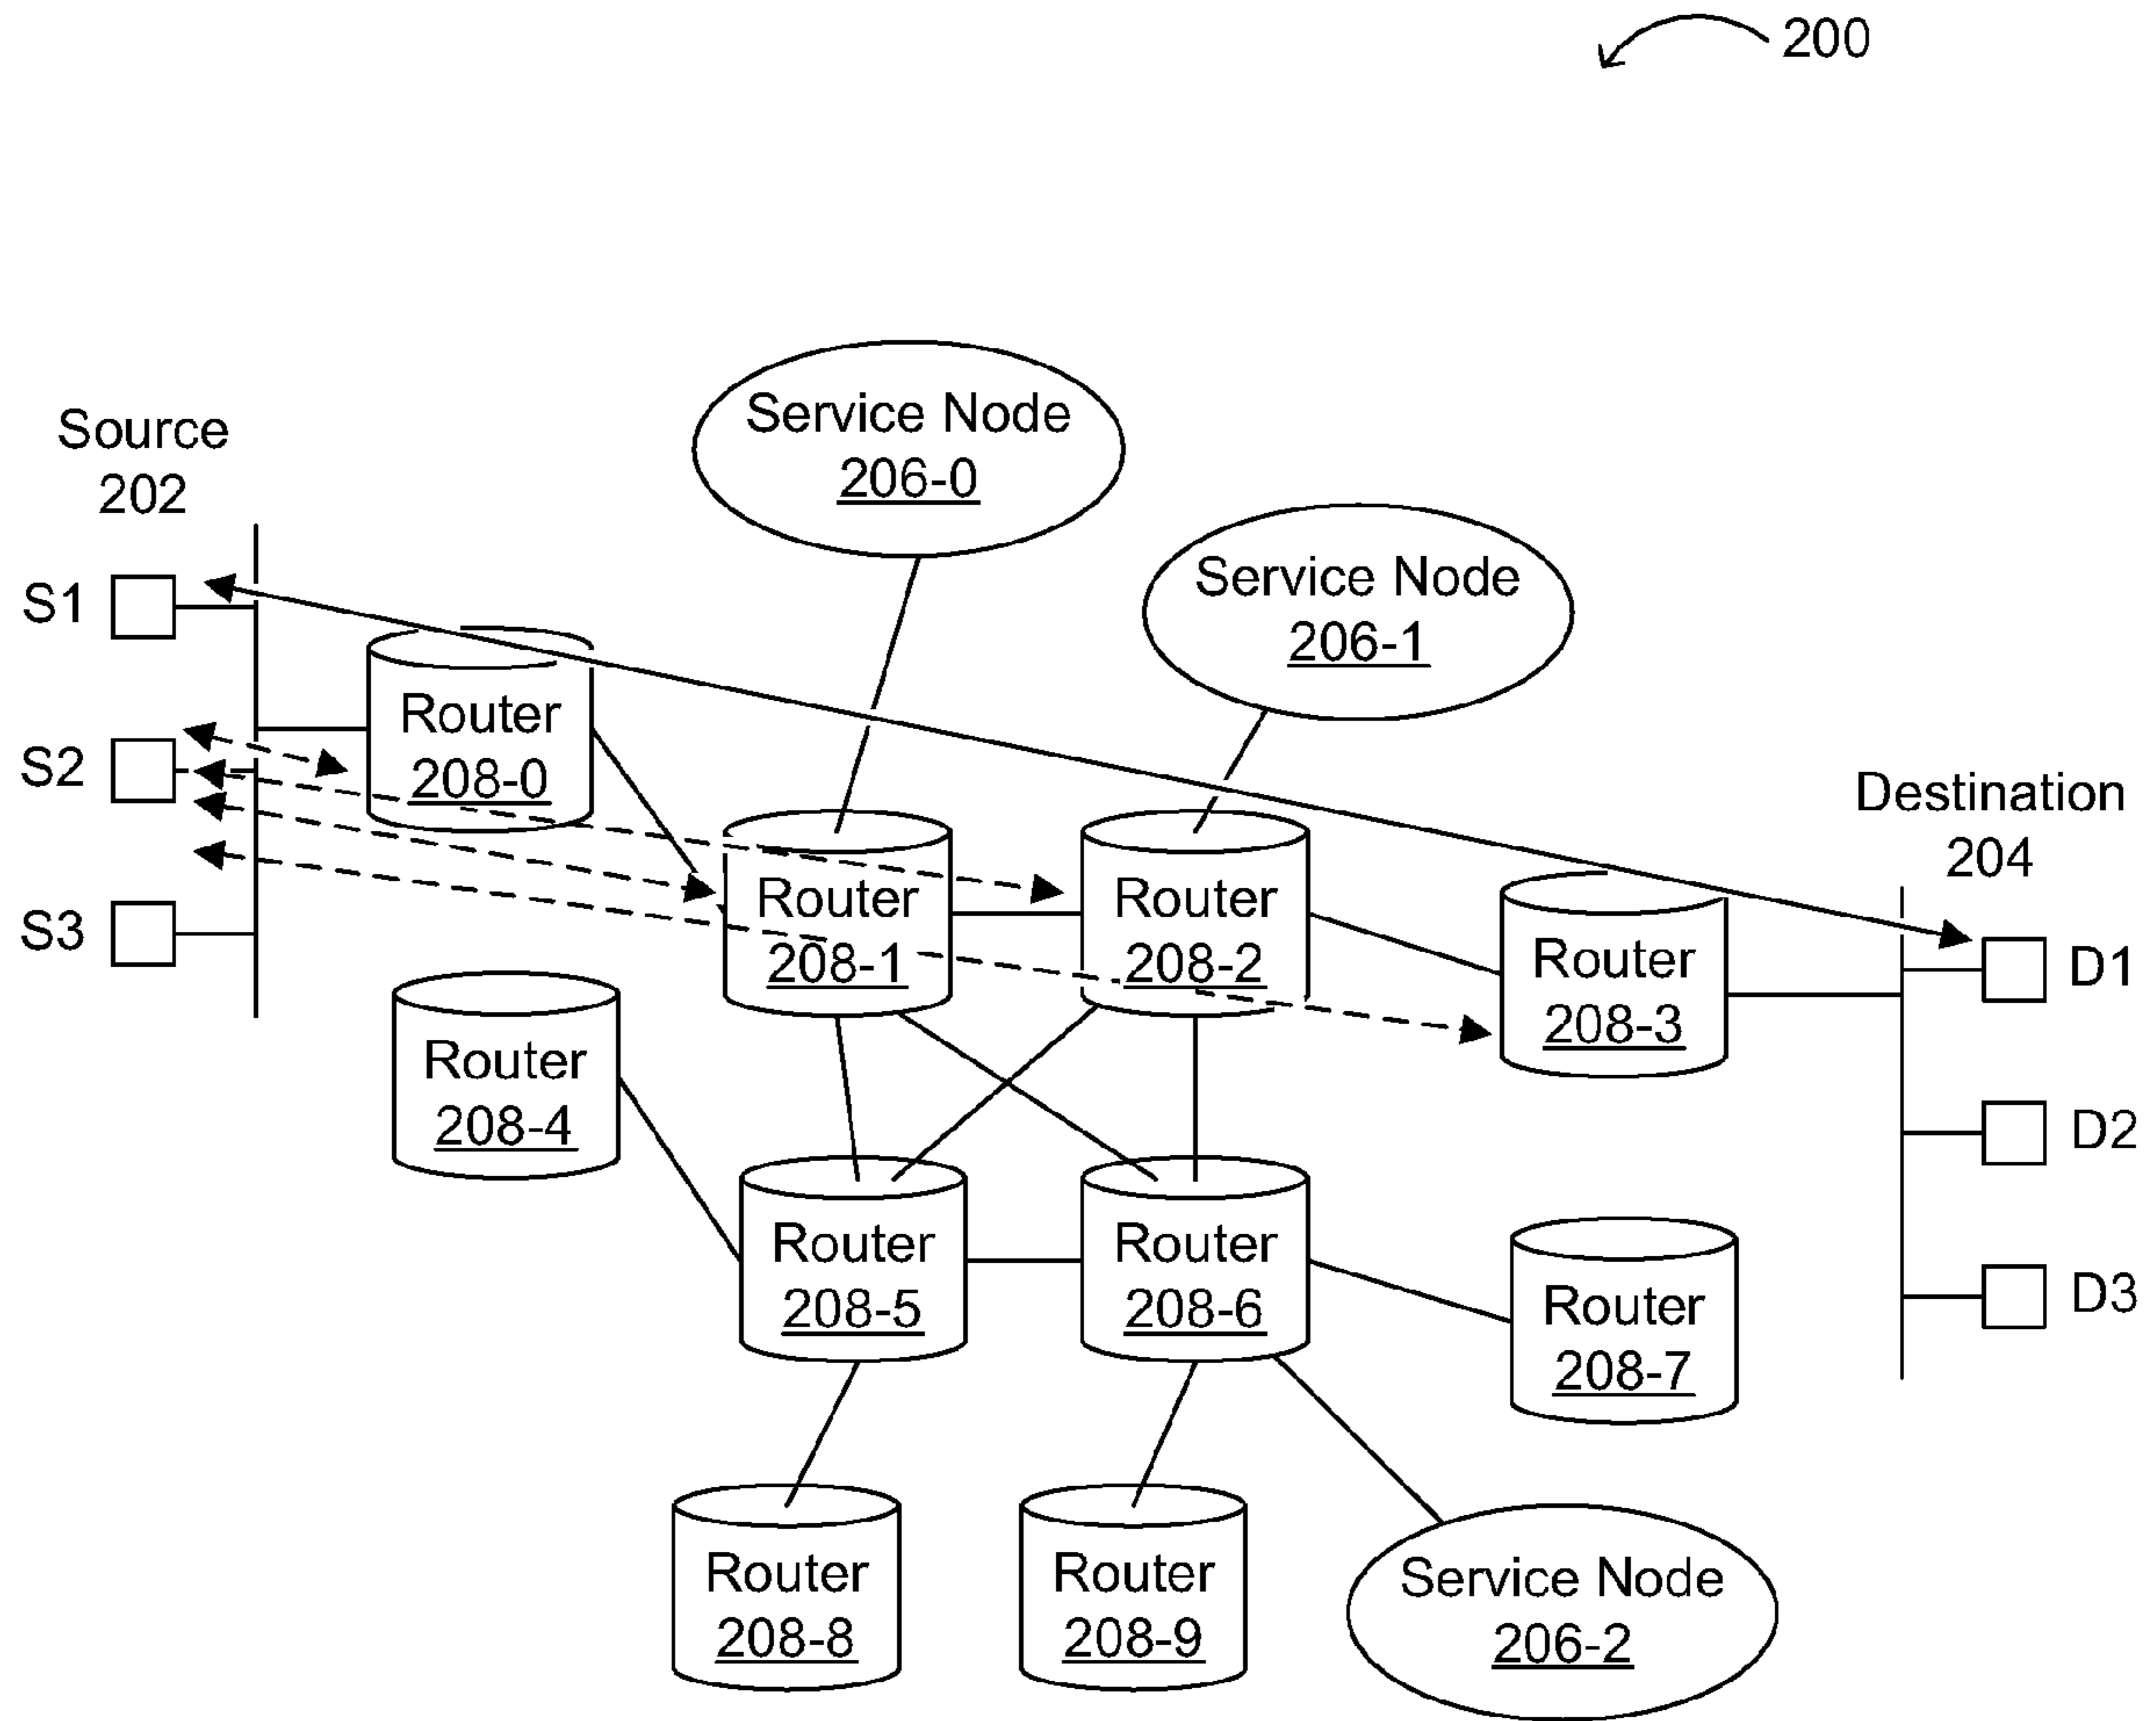 200
Service Node
206-0
Source
202
Service Node
206-1
S1
Router
208-0
S2
Destination
204
Router
208-1
Router
208-2
S3
Router
208-3
D1
Router
208-4
D2
Router
208-5
Router
208-6
Router
208-7
D3
Router
208-8
Router
208-9
Service Node
206-2